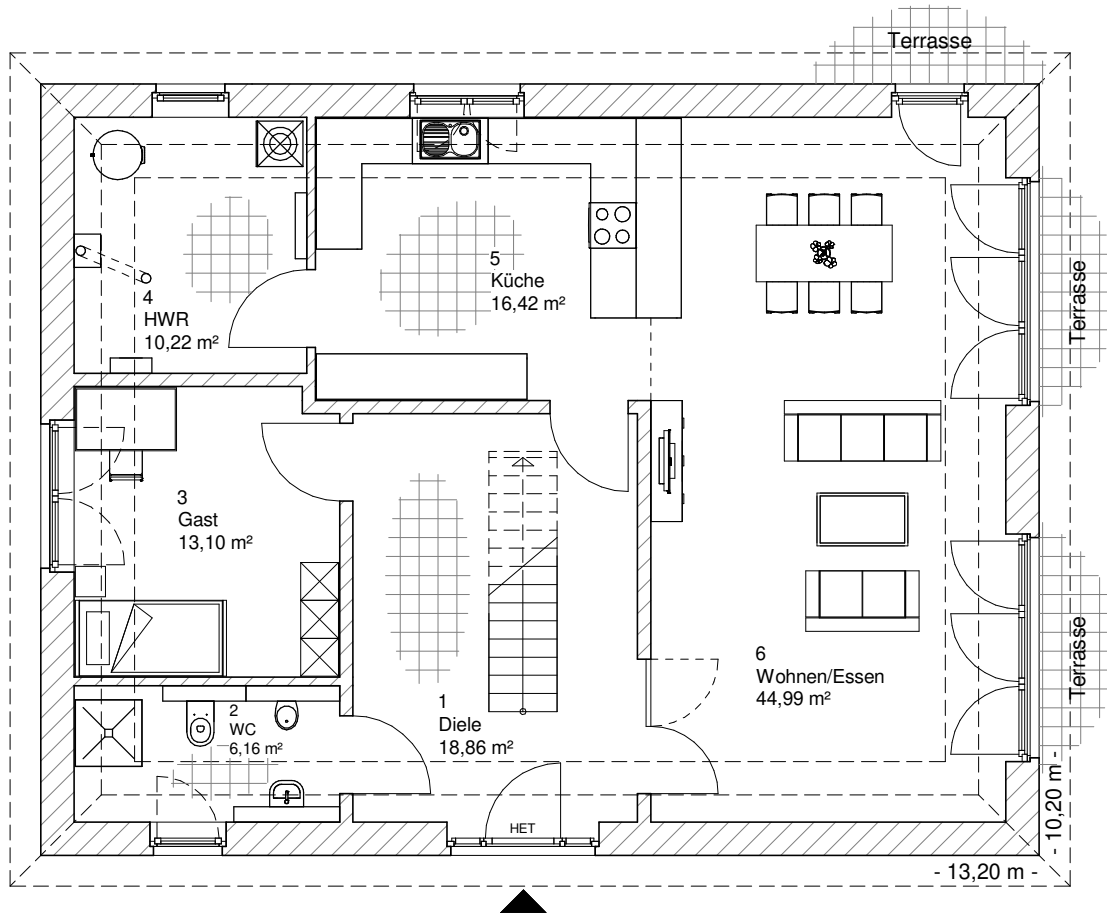 Terrasse
5
Küche
16,42 m²
4
HWR
10,22 m²
Terrasse
3
Gast
13,10 m²
6
Wohnen/Essen
44,99 m²
Terrasse
2
WC
6,16 m²
1
Diele
18,86 m²
HET
- 10,20 m -
- 13,20 m -